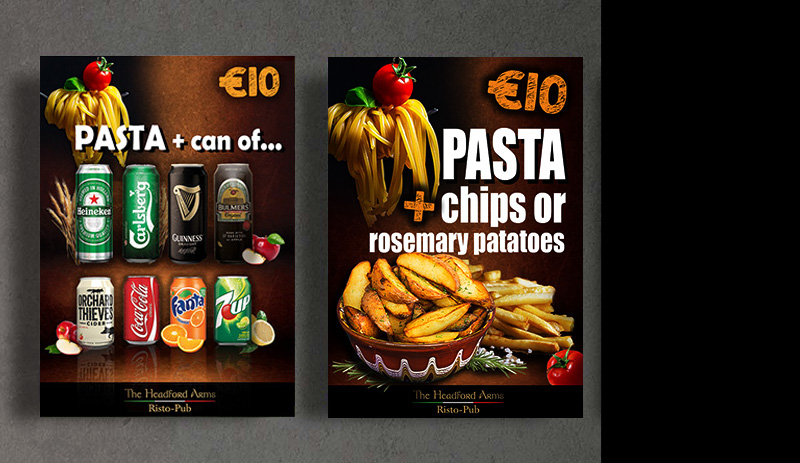 €10
PASTA + can of...
Heineken
Carlsberg
GUINNESS
BULMERS
ORCHARD
THIEVES
CIDER
Coca-Cola
Fanta
7UP
The Headford Arms
Risto-Pub
€10
PASTA
+ chips or
rosemary patatoes
The Headford Arms
Risto-Pub